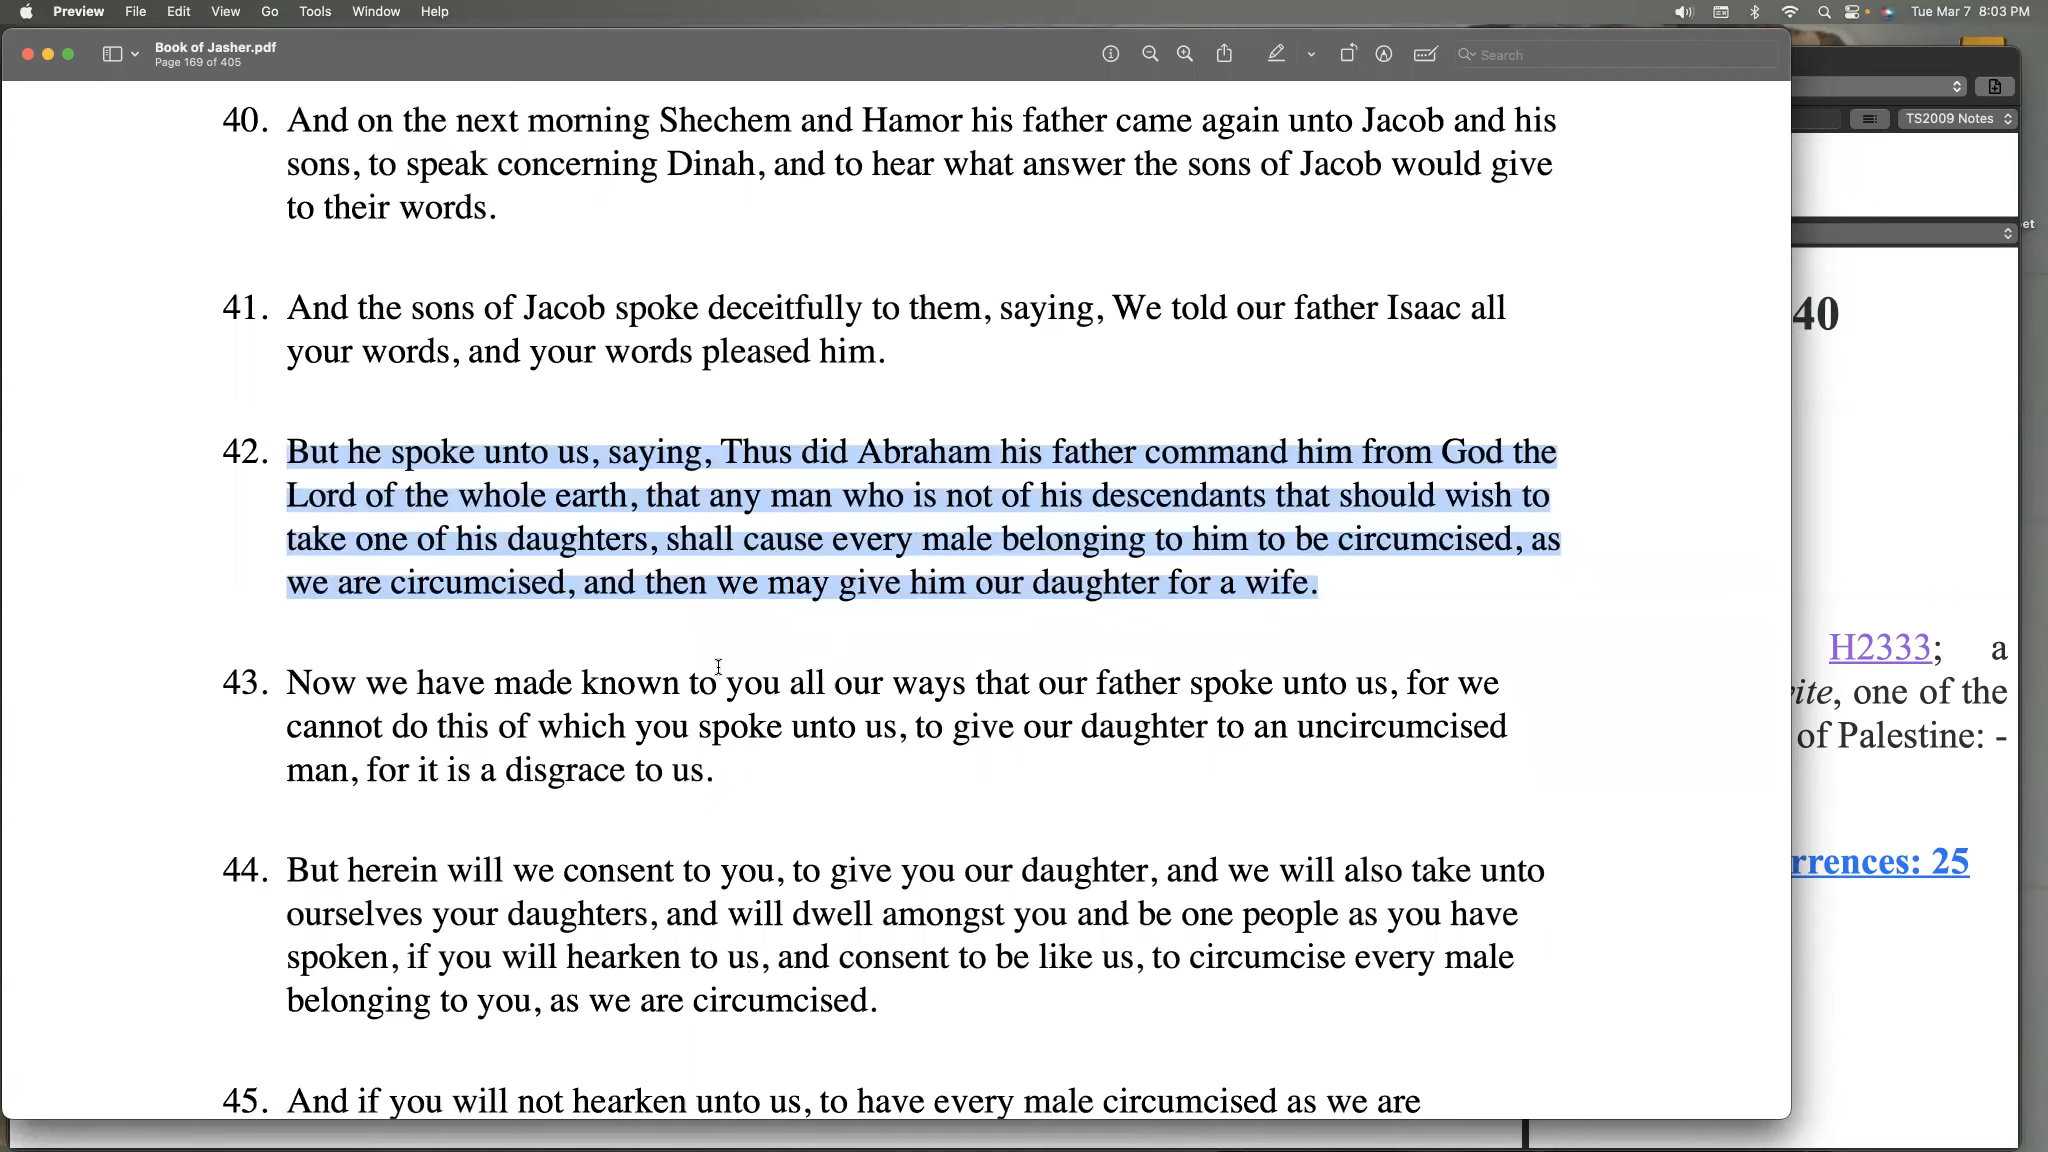 Preview File Edit View Go Tools Window Help
Tue Mar 7 8:03 PM
Book of Jasher.pdf
Page 169 of 405
Search
TS2009 Notes
40. And on the next morning Shechem and Hamor his father came again unto Jacob and his
sons, to speak concerning Dinah, and to hear what answer the sons of Jacob would give
to their words.
41. And the sons of Jacob spoke deceitfully to them, saying, We told our father Isaac all
your words, and your words pleased him.
42. But he spoke unto us, saying, Thus did Abraham his father command him from God the
Lord of the whole earth, that any man who is not of his descendants that should wish to
take one of his daughters, shall cause every male belonging to him to be circumcised, as
we are circumcised, and then we may give him our daughter for a wife.
43. Now we have made known to you all our ways that our father spoke unto us, for we
cannot do this of which you spoke unto us, to give our daughter to an uncircumcised
man, for it is a disgrace to us.
44. But herein will we consent to you, to give you our daughter, and we will also take unto
ourselves your daughters, and will dwell amongst you and be one people as you have
spoken, if you will hearken to us, and consent to be like us, to circumcise every male
belonging to you, as we are circumcised.
45. And if you will not hearken unto us, to have every male circumcised as we are
et
40
H2333; a
ite, one of the
of Palestine: -
rrences: 25